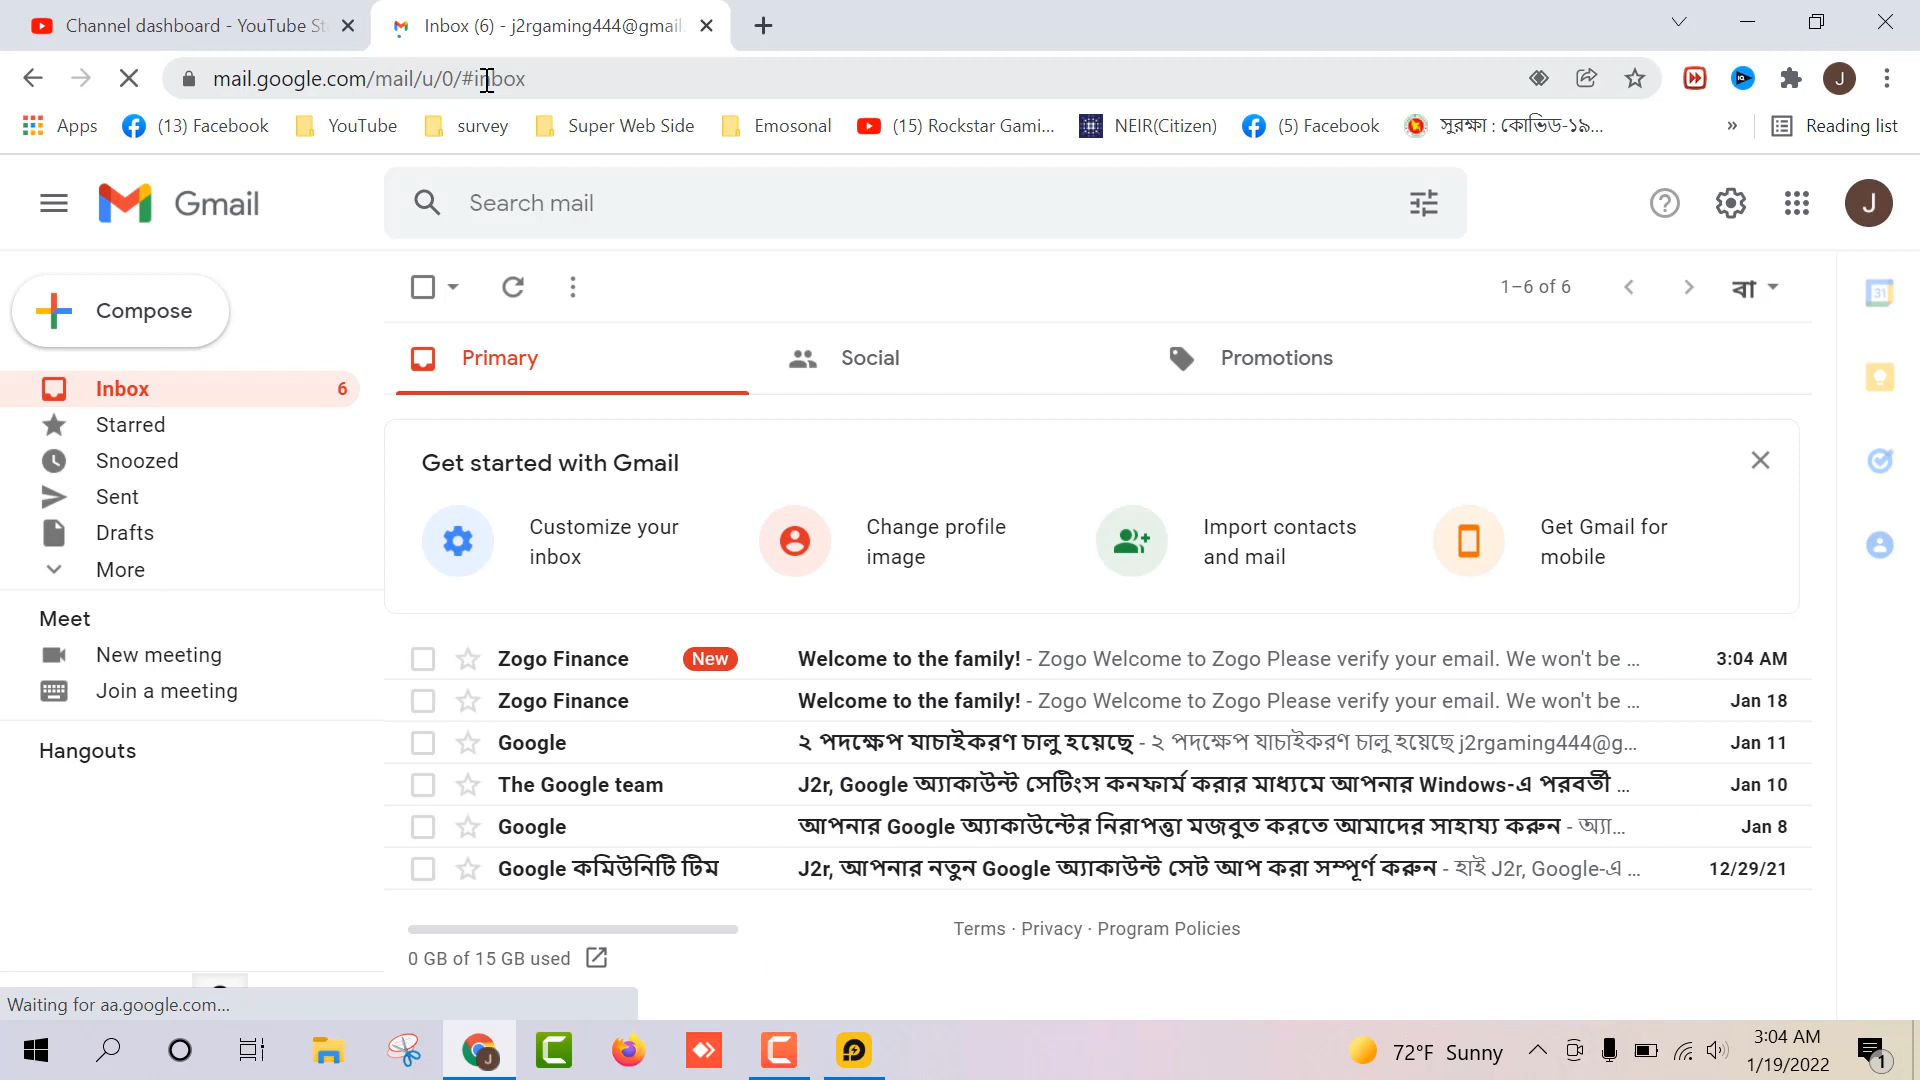 Channel dashboard - YouTube St
Inbox (6) - j2rgaming444@gmail.
mail.google.com/mail/u/0/#inbox
J
Apps
(13) Facebook
YouTube
survey
Super Web Side
Emosonal
(15) Rockstar Gami...
NEIR(Citizen)
(5) Facebook
সুরক্ষা : কোভিড-১৯...
»
Reading list
Gmail
Search mail
J
Compose
1–6 of 6
বা
Primary
Social
Promotions
Inbox 6
Starred
Snoozed
Sent
Drafts
More
Meet
New meeting
Join a meeting
Hangouts
31
Get started with Gmail
Customize your
inbox
Change profile
image
Import contacts
and mail
Get Gmail for
mobile
Zogo Finance New Welcome to the family! - Zogo Welcome to Zogo Please verify your email. We won't be ... 3:04 AM
Zogo Finance Welcome to the family! - Zogo Welcome to Zogo Please verify your email. We won't be ... Jan 18
Google ২ পদক্ষেপ যাচাইকরণ চালু হয়েছে - ২ পদক্ষেপ যাচাইকরণ চালু হয়েছে j2rgaming444@g... Jan 11
The Google team J2r, Google অ্যাকাউন্ট সেটিংস কনফার্ম করার মাধ্যমে আপনার Windows-এ পরবর্তী ... Jan 10
Google আপনার Google অ্যাকাউন্টের নিরাপত্তা মজবুত করতে আমাদের সাহায্য করুন - অ্যা... Jan 8
Google কমিউনিটি টিম J2r, আপনার নতুন Google অ্যাকাউন্ট সেট আপ করা সম্পূর্ণ করুন - হাই J2r, Google-এ ... 12/29/21
Terms · Privacy · Program Policies
0 GB of 15 GB used
Waiting for aa.google.com...
J
72°F Sunny
3:04 AM
1/19/2022
1